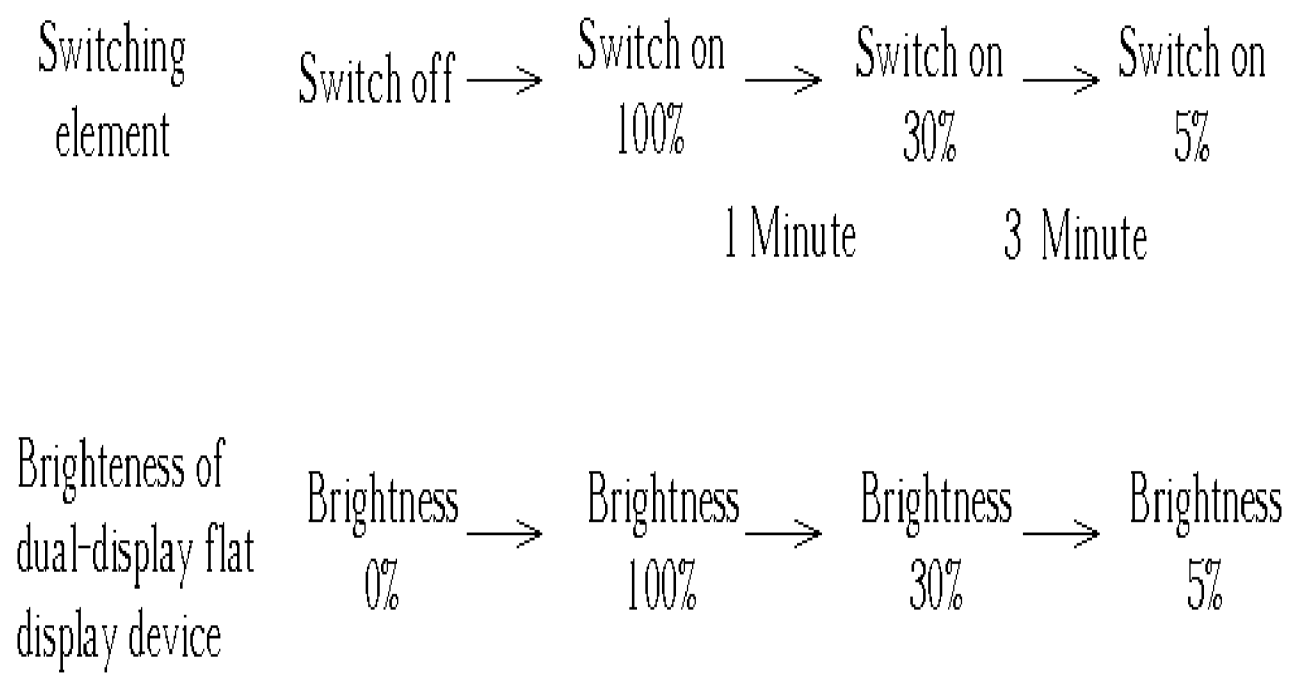 Switching
element
Switch off → Switch on → Switch on → Switch on
100% 30% 5%
1 Minute 3 Minute
Brighteness of
dual-display flat
display device
Brightness → Brightness → Brightness → Brightness
0% 100% 30% 5%